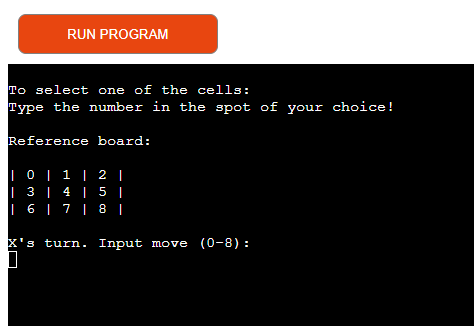 RUN PROGRAM
To select one of the cells:
Type the number in the spot of your choice!
Reference board:
| 0 | 1 | 2 |
| 3 | 4 | 5 |
| 6 | 7 | 8 |
X's turn. Input move (0-8):